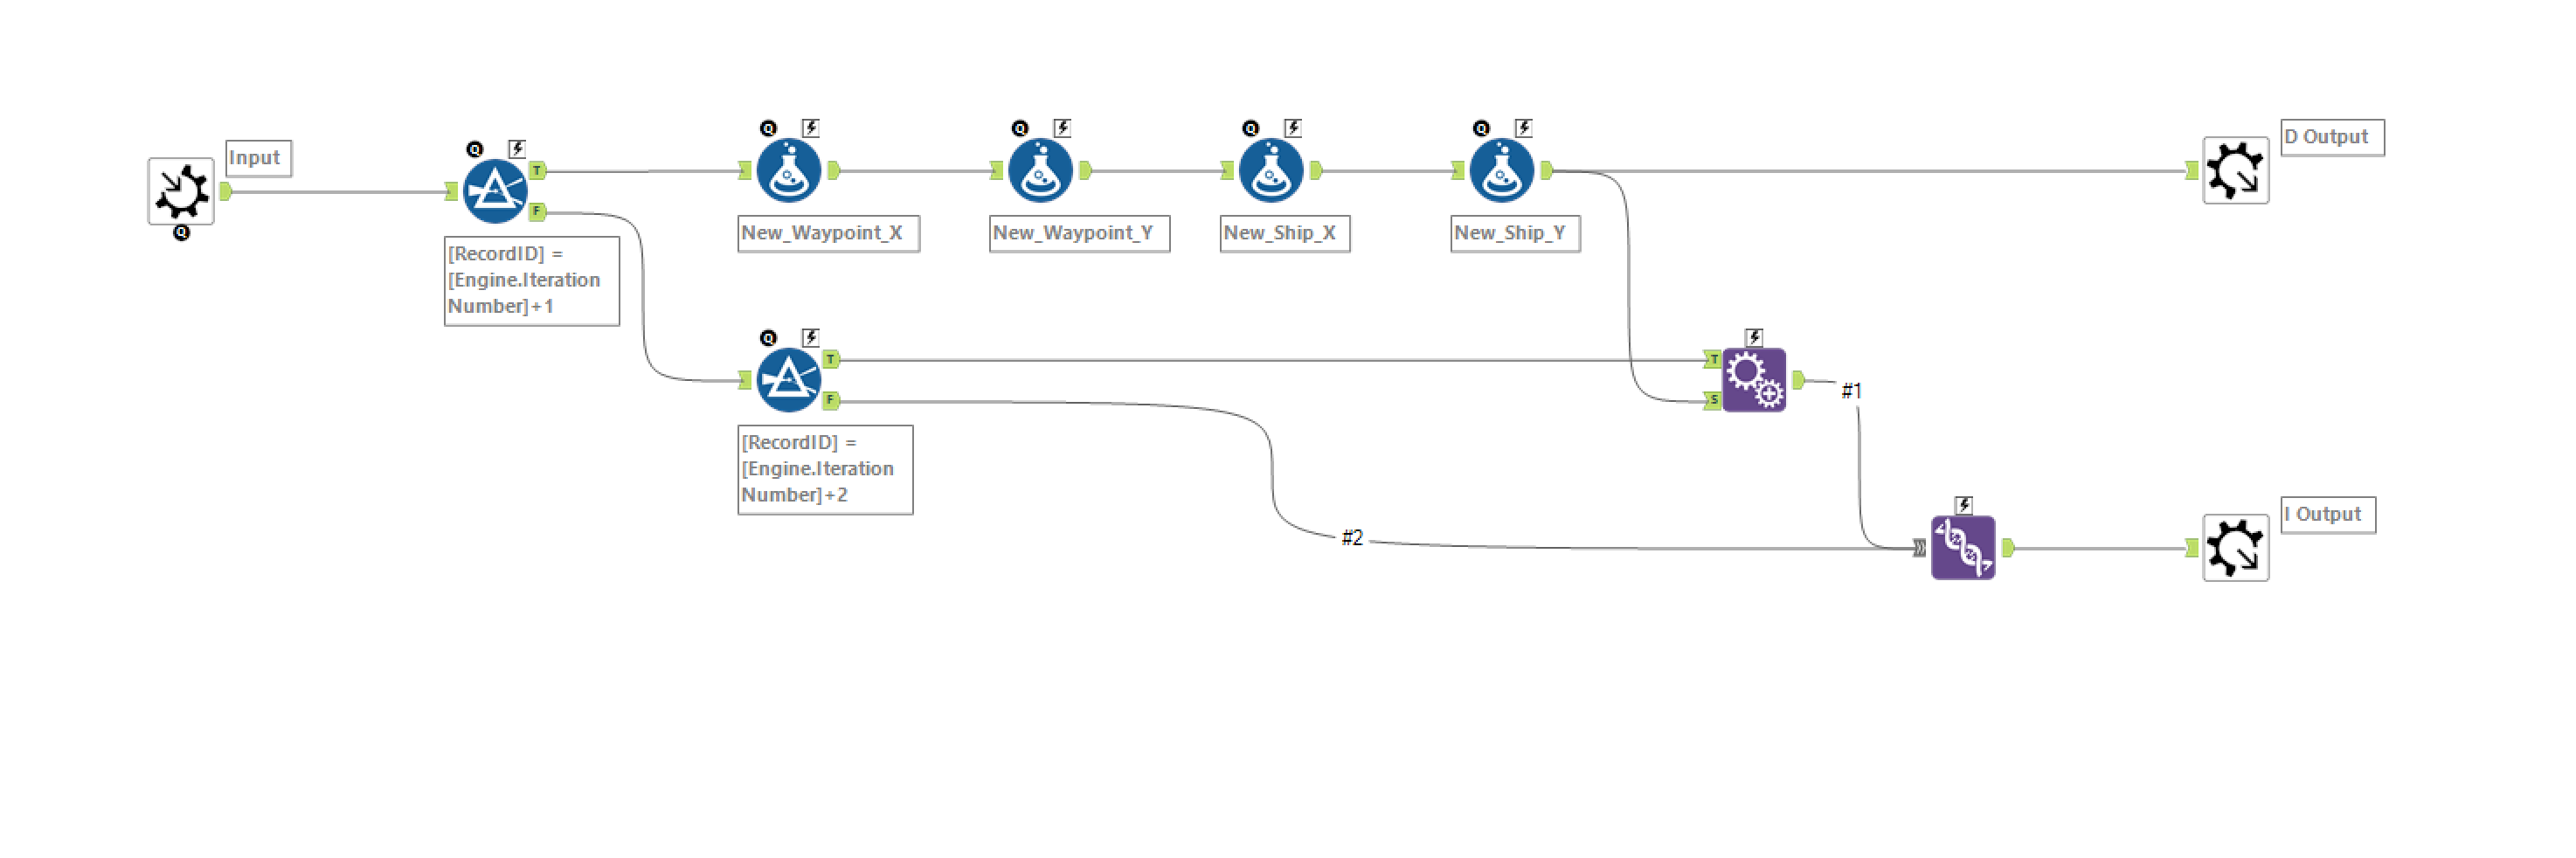 Input
D Output
Q
Q
Q
Q
Q
T
F
Q
New_Waypoint_X
New_Waypoint_Y
New_Ship_X
New_Ship_Y
[RecordID] =
[Engine.Iteration
Number]+1
Q
T
F
T
S
#1
[RecordID] =
[Engine.Iteration
Number]+2
#2
I Output